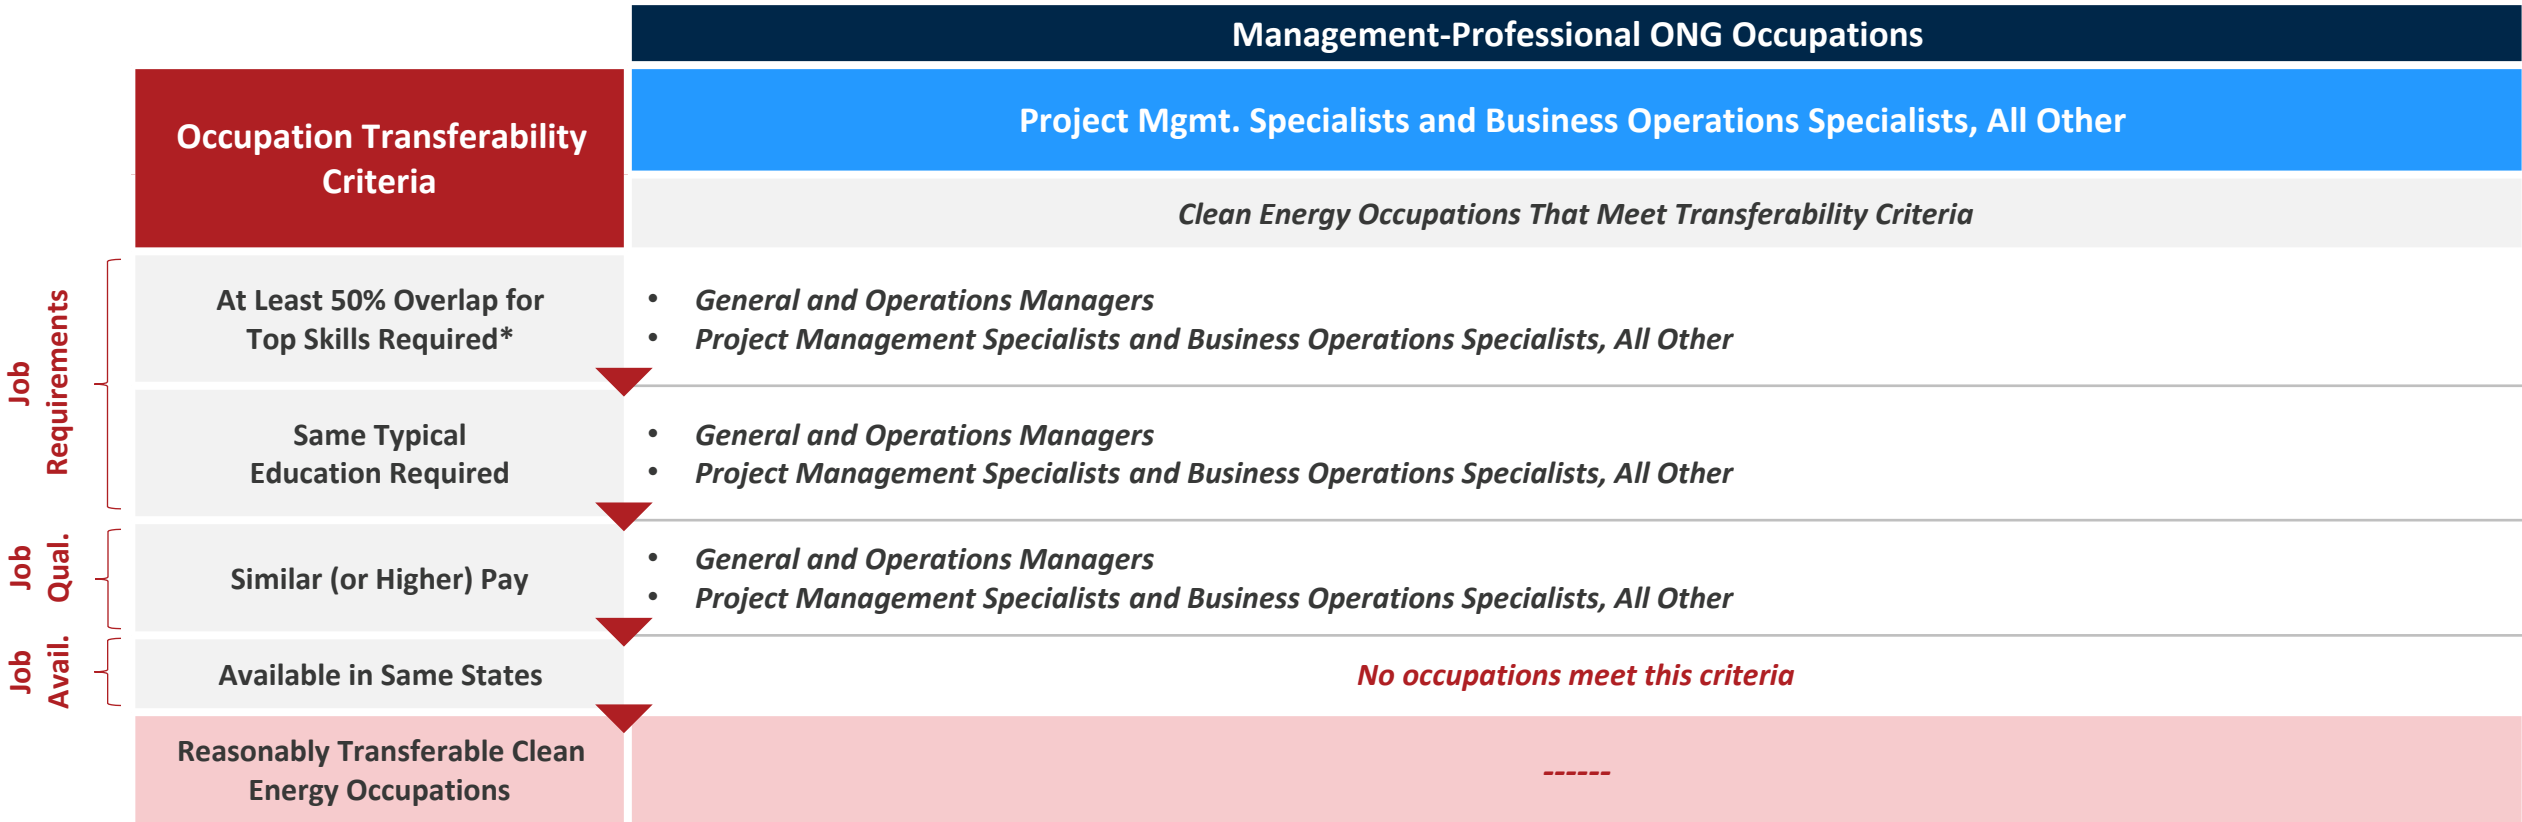 Management-Professional ONG Occupations
Occupation Transferability
Criteria
Project Mgmt. Specialists and Business Operations Specialists, All Other
Clean Energy Occupations That Meet Transferability Criteria
Job
Requirements
At Least 50% Overlap for
Top Skills Required*
• General and Operations Managers
• Project Management Specialists and Business Operations Specialists, All Other
Same Typical
Education Required
• General and Operations Managers
• Project Management Specialists and Business Operations Specialists, All Other
Job
Qual.
Similar (or Higher) Pay
• General and Operations Managers
• Project Management Specialists and Business Operations Specialists, All Other
Job
Avail.
Available in Same States
No occupations meet this criteria
Reasonably Transferable Clean
Energy Occupations
------